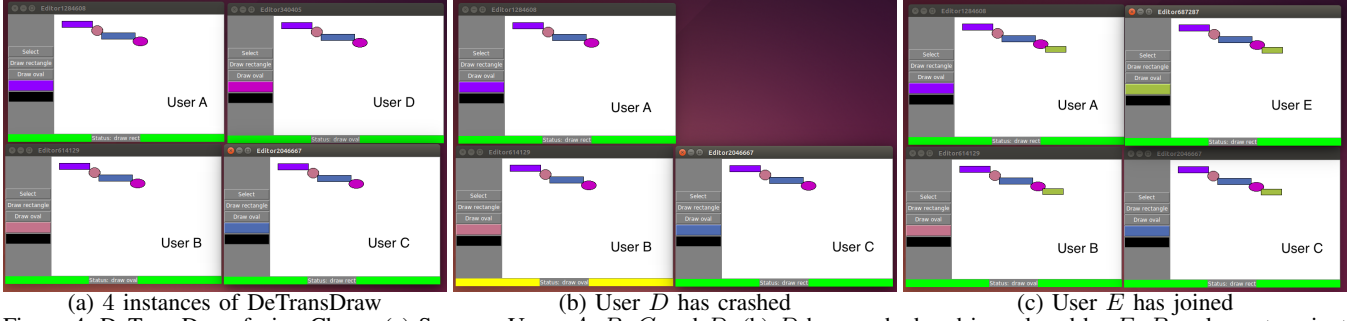 Editor1284608
Editor340405
Select
Draw rectangle
Draw oval
User A
Status: draw rect
Select
Draw rectangle
Draw oval
User D
Status: draw oval
Editor614129
Editor2046667
Select
Draw rectangle
Draw oval
User B
Status: draw oval
Select
Draw rectangle
Draw oval
User C
Status: draw rect
(a) 4 instances of DeTransDraw
Editor1284608
Select
Draw rectangle
Draw oval
User A
Status: draw rect
Editor614129
Editor2046667
Select
Draw rectangle
Draw oval
User B
Status: draw oval
Select
Draw rectangle
Draw oval
User C
Status: draw rect
(b) User D has crashed
Editor1284608
Editor687287
Select
Draw rectangle
Draw oval
User A
Status: draw rect
Select
Draw rectangle
Draw oval
User E
Status: draw rect
Editor614129
Editor2046667
Select
Draw rectangle
Draw oval
User B
Status: draw oval
Select
Draw rectangle
Draw oval
User C
Status: draw rect
(c) User E has joined